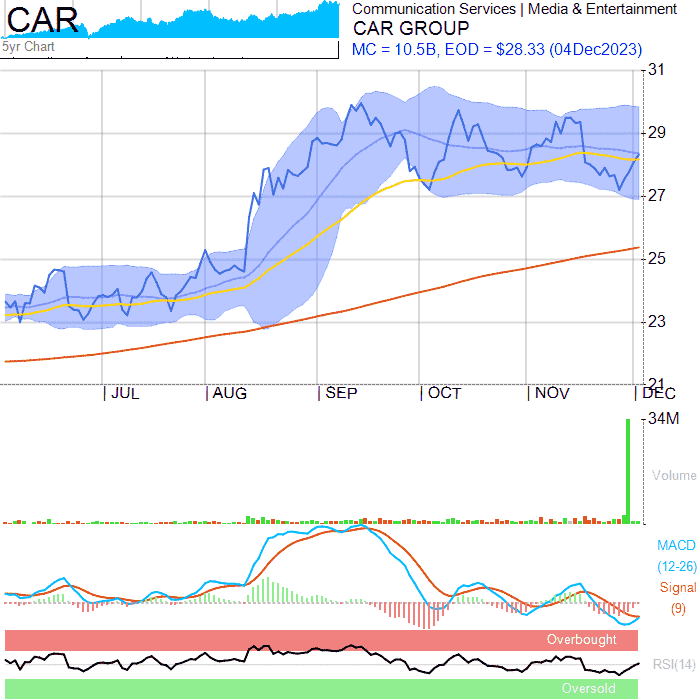 CAR
Communication Services | Media & Entertainment
CAR GROUP
MC = 10.5B, EOD = $28.33 (04Dec2023)
5yr Chart
31
29
27
25
23
21
JUL
AUG
SEP
OCT
NOV
DEC
34M
Volume
MACD
(12-26)
Signal
(9)
Overbought
RSI(14)
Oversold